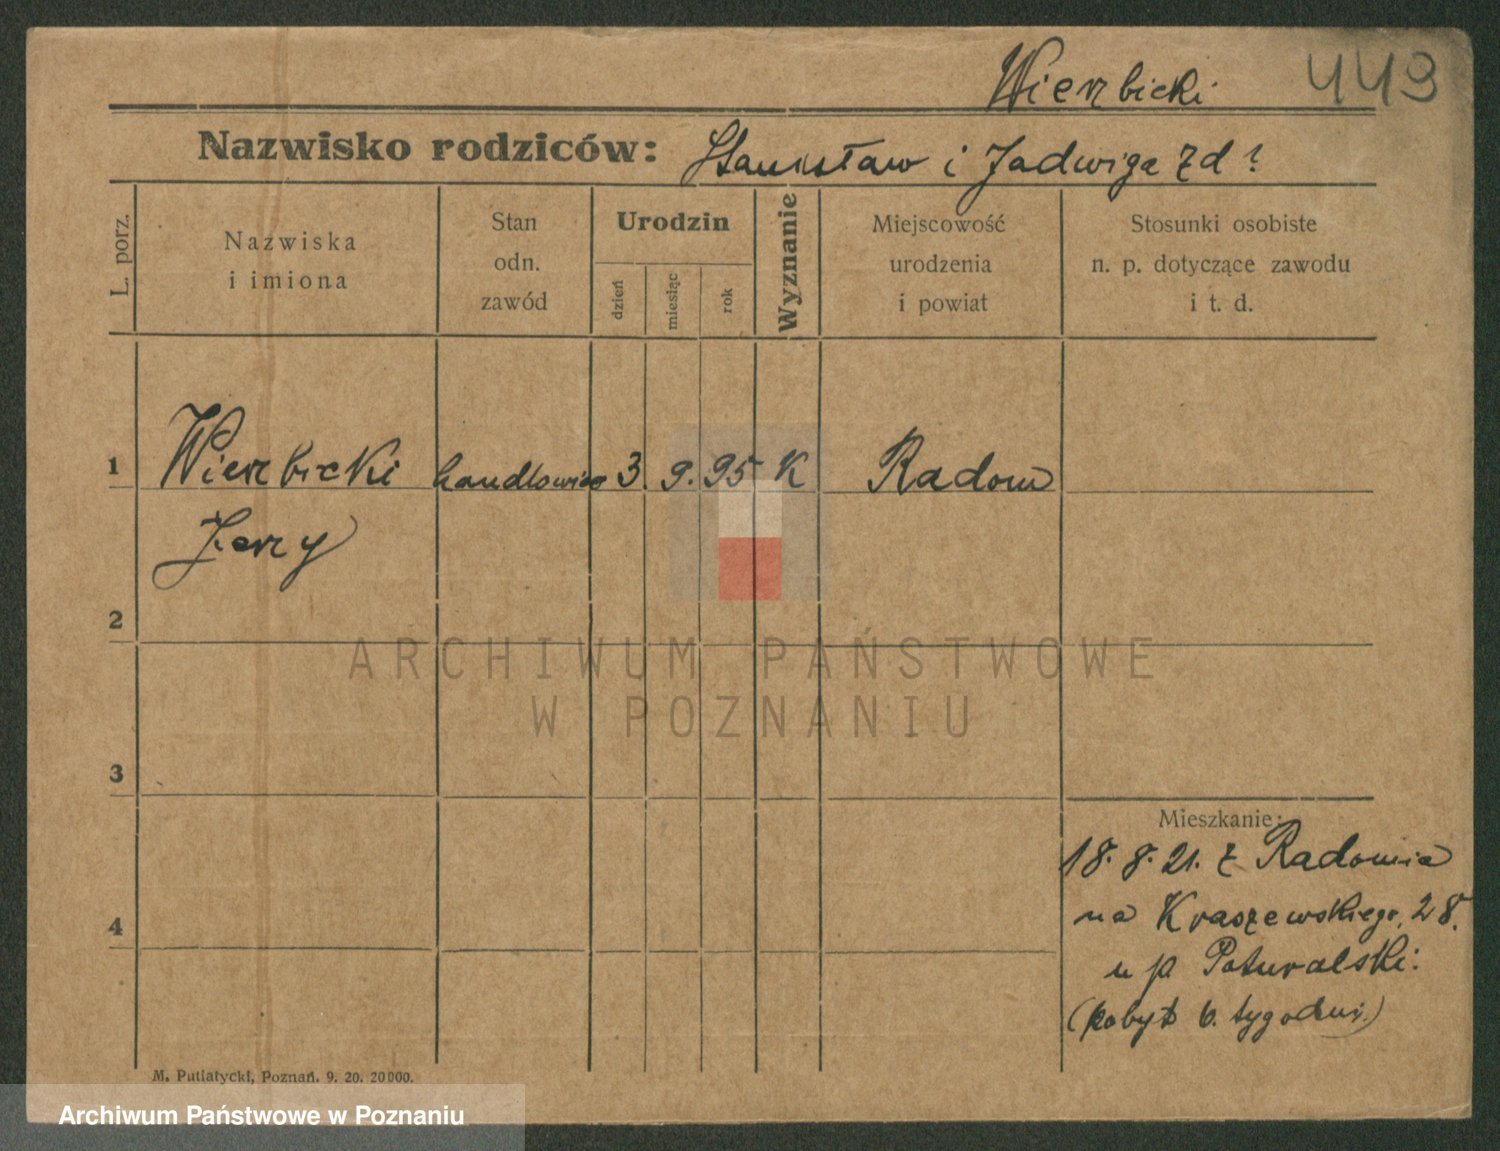 Wierzbicki 449
Nazwisko rodziców: Stanisław i Jadwiga zd ?
L. porz.
Nazwiska
i imiona
Stan
odn.
zawód
Urodzin
dzień
miesiąc
rok
Wyznanie
Miejscowość
urodzenia
i powiat
Stosunki osobiste
n. p. dotyczące zawodu
i t. d.
1 Wierzbicki handlowiec 3. 9. 95 K Radom
Jerzy
2
3
4
Mieszkanie:
18. 8. 21. z Radomia
na Kraszewskiego, 28.
u p
(pobyt 6. tygodni.)
M. Putiatycki, Poznań. 9. 20. 20000.
ARCHIWUM PAŃSTWOWE
W POZNANIU
Archiwum Państwowe w Poznaniu